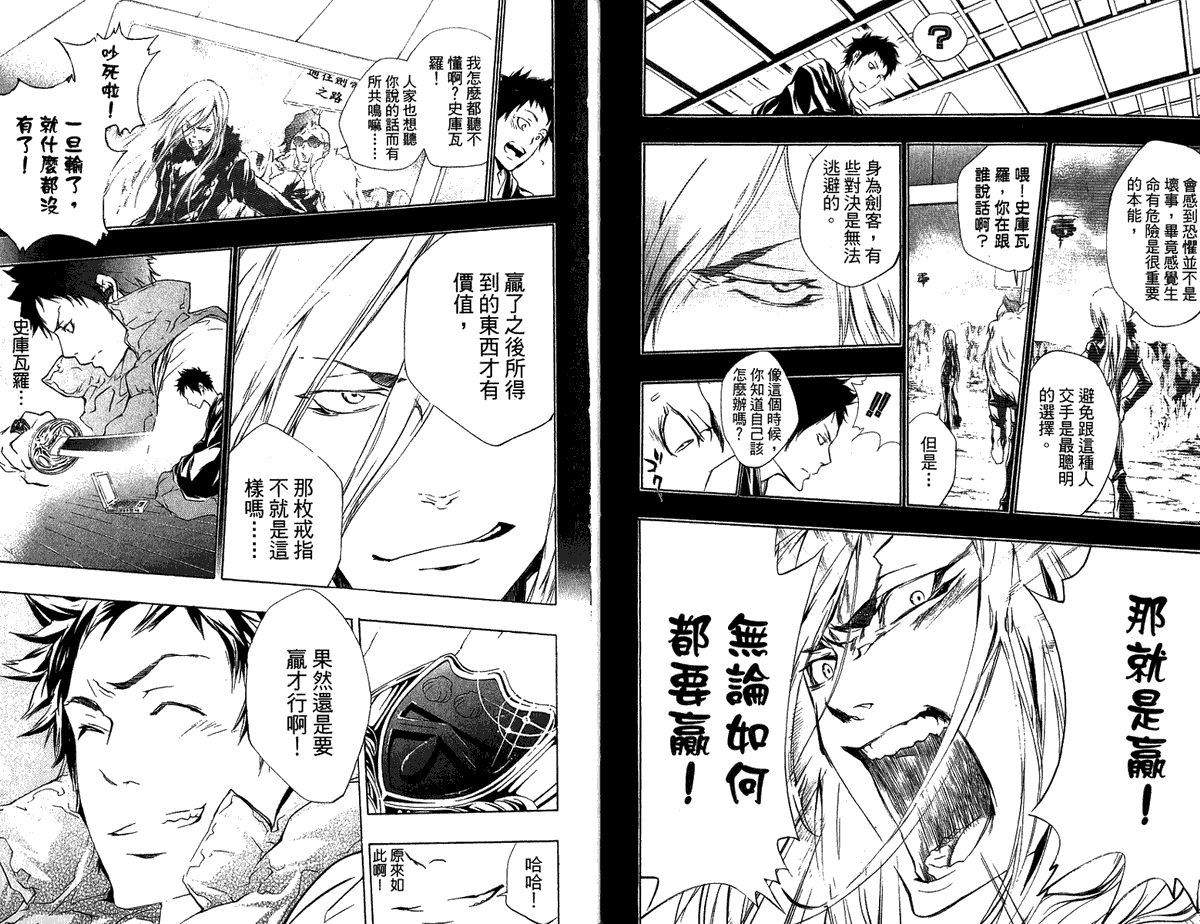 ？
會感到恐懼並不是
壞事，畢竟感覺生
命有危險是很重要
的本能，
避免跟這種人
交手是最聰明
的選擇。
喂！史庫瓦
羅，你在跟
誰說話啊？
但是…
身為劍客，有
些對決是無法
逃避的。
!!
像這個時候，
你知道自己該
怎麼辦嗎？
那就是贏！
無論如何
都要贏！
我怎麼都聽不
懂啊？史庫瓦
羅！
人家也想聽
你說的話而有
所共鳴嘛……
之路
吵死啦！
一旦輸了，
就什麼都沒
有了！
贏了之後所得
到的東西才有
價值，
那枚戒指
不就是這
樣嗎……
史庫瓦羅…
哈哈！
原來如
此啊！
果然還是要
贏才行啊！